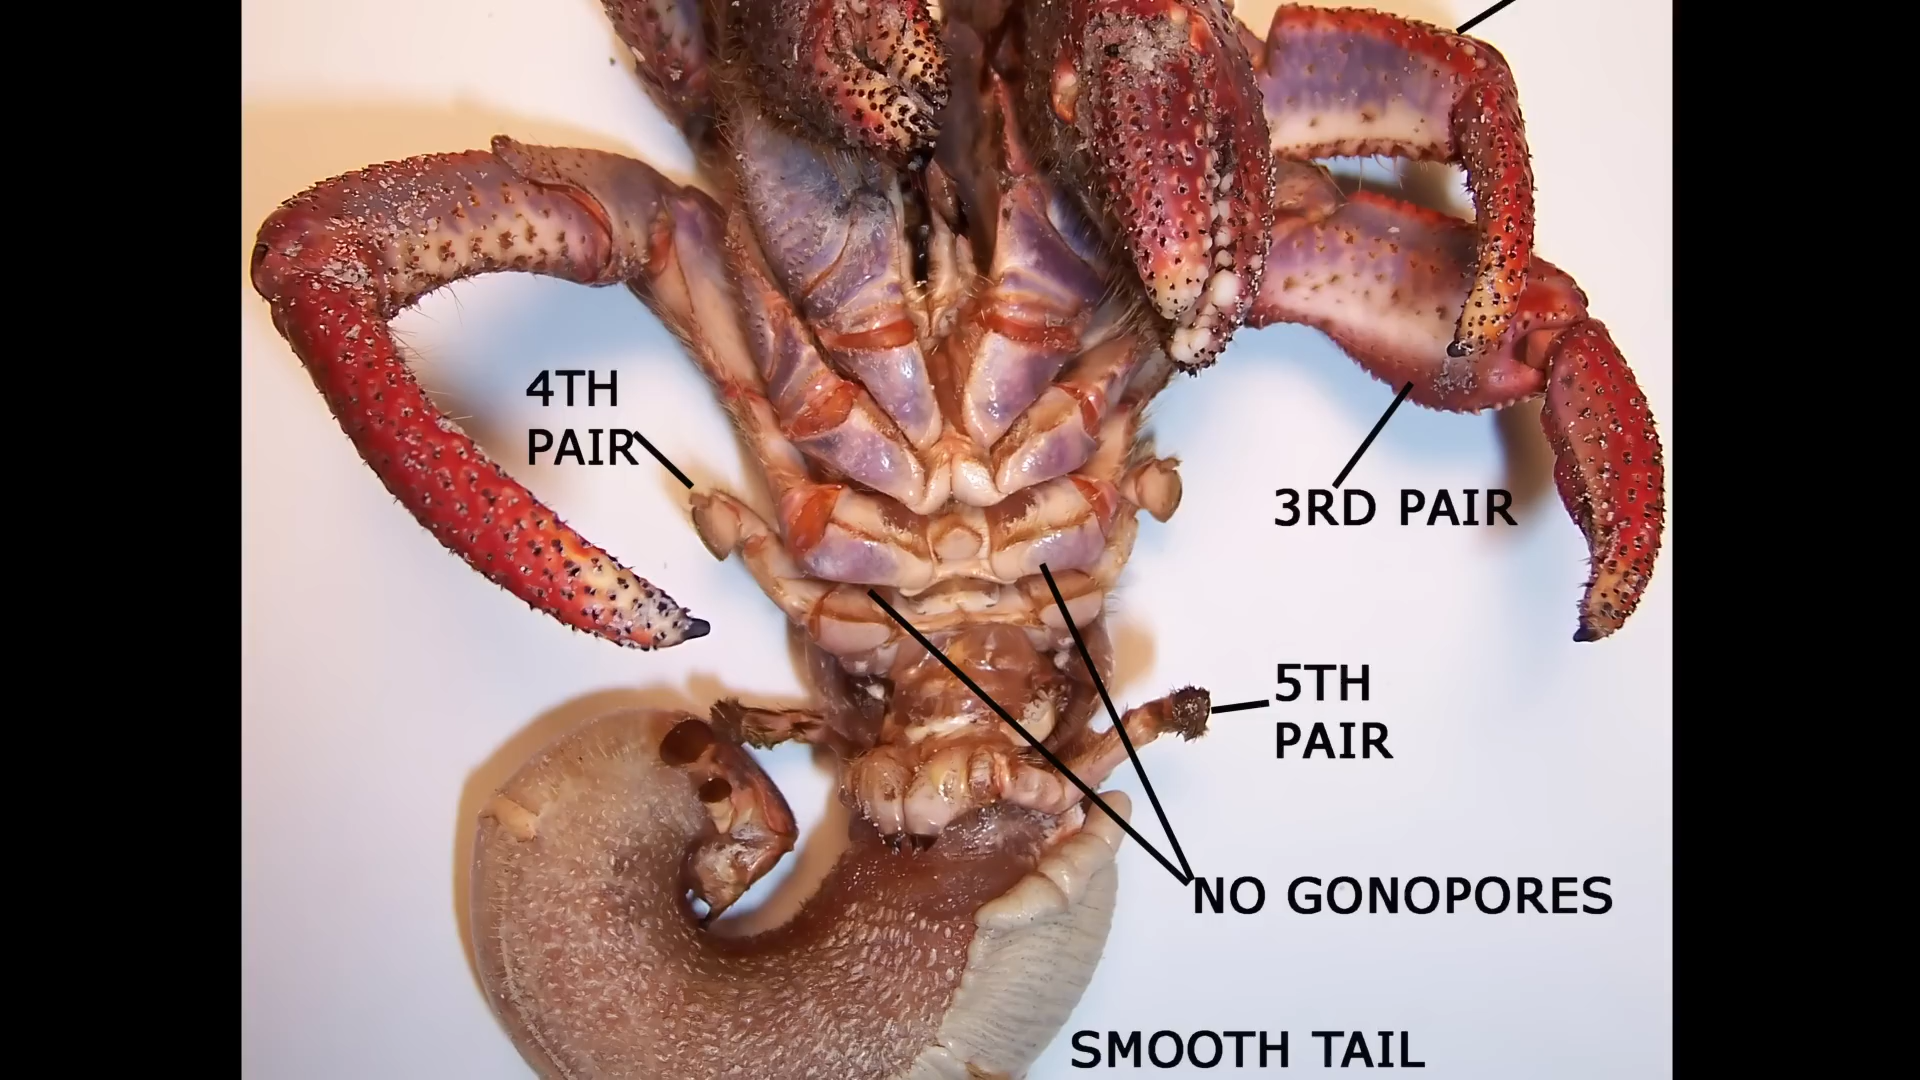 4TH
PAIR
3RD PAIR
5TH
PAIR
NO GONOPORES
SMOOTH TAIL